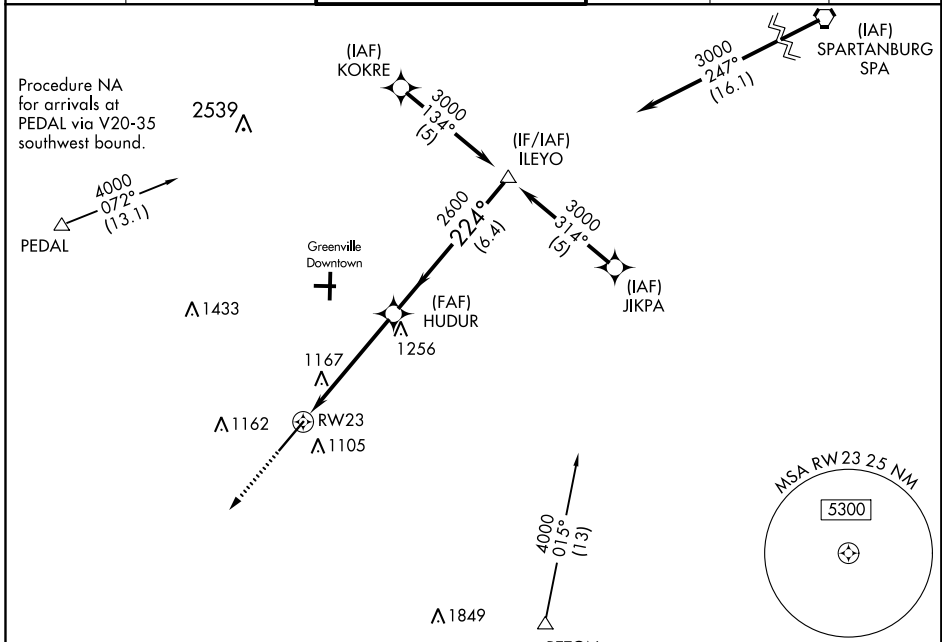 (IAF)
KOKRE
3000
134°
(5)
(IAF)
SPARTANBURG
SPA
3000
247°
(16.1)
Procedure NA
for arrivals at
PEDAL via V20-35
southwest bound.
2539
(IF/IAF)
ILEYO
4000
072°
(13.1)
PEDAL
2600
224°
(6.4)
3000
314°
(5)
(IAF)
JIKPA
Greenville
Downtown
1433
(FAF)
HUDUR
1256
1167
1162
RW23
1105
MSA RW23 25 NM
5300
4000
015°
(13)
1849